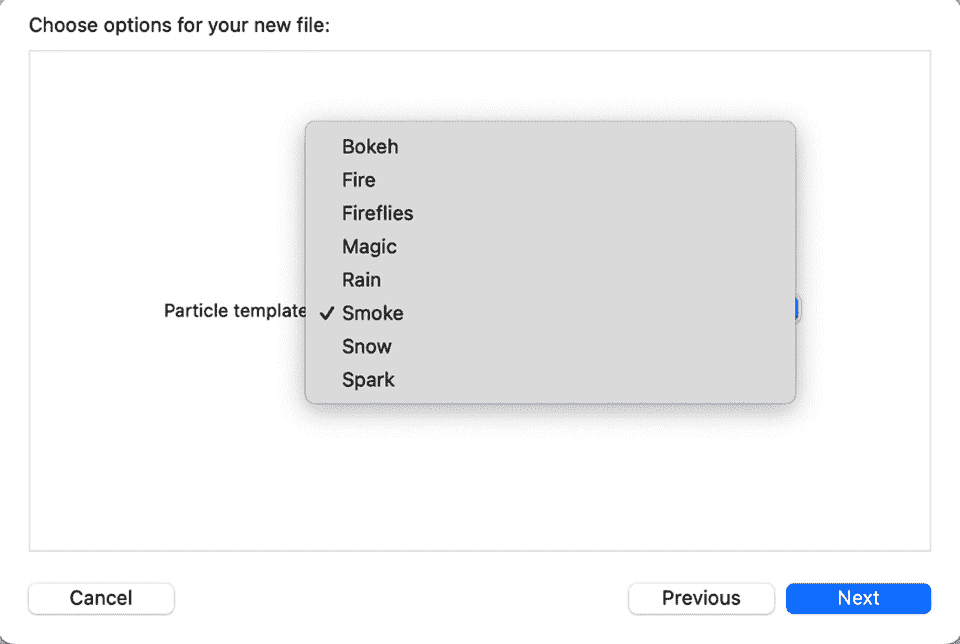 Choose options for your new file:
Bokeh
Fire
Fireflies
Magic
Rain
Particle template ✓ Smoke
Snow
Spark
Cancel Previous Next